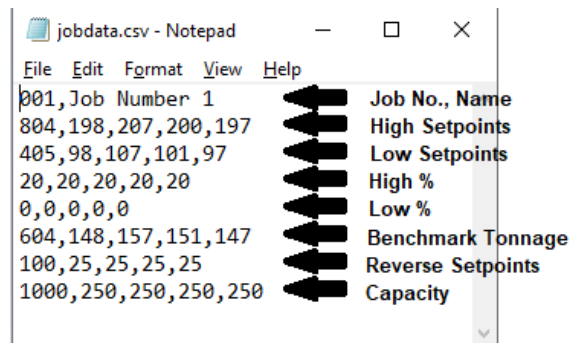 jobdata.csv - Notepad
File Edit Format View Help
001,Job Number 1 Job No., Name
804,198,207,200,197 High Setpoints
405,98,107,101,97 Low Setpoints
20,20,20,20,20 High %
0,0,0,0,0 Low %
604,148,157,151,147 Benchmark Tonnage
100,25,25,25,25 Reverse Setpoints
1000,250,250,250,250 Capacity